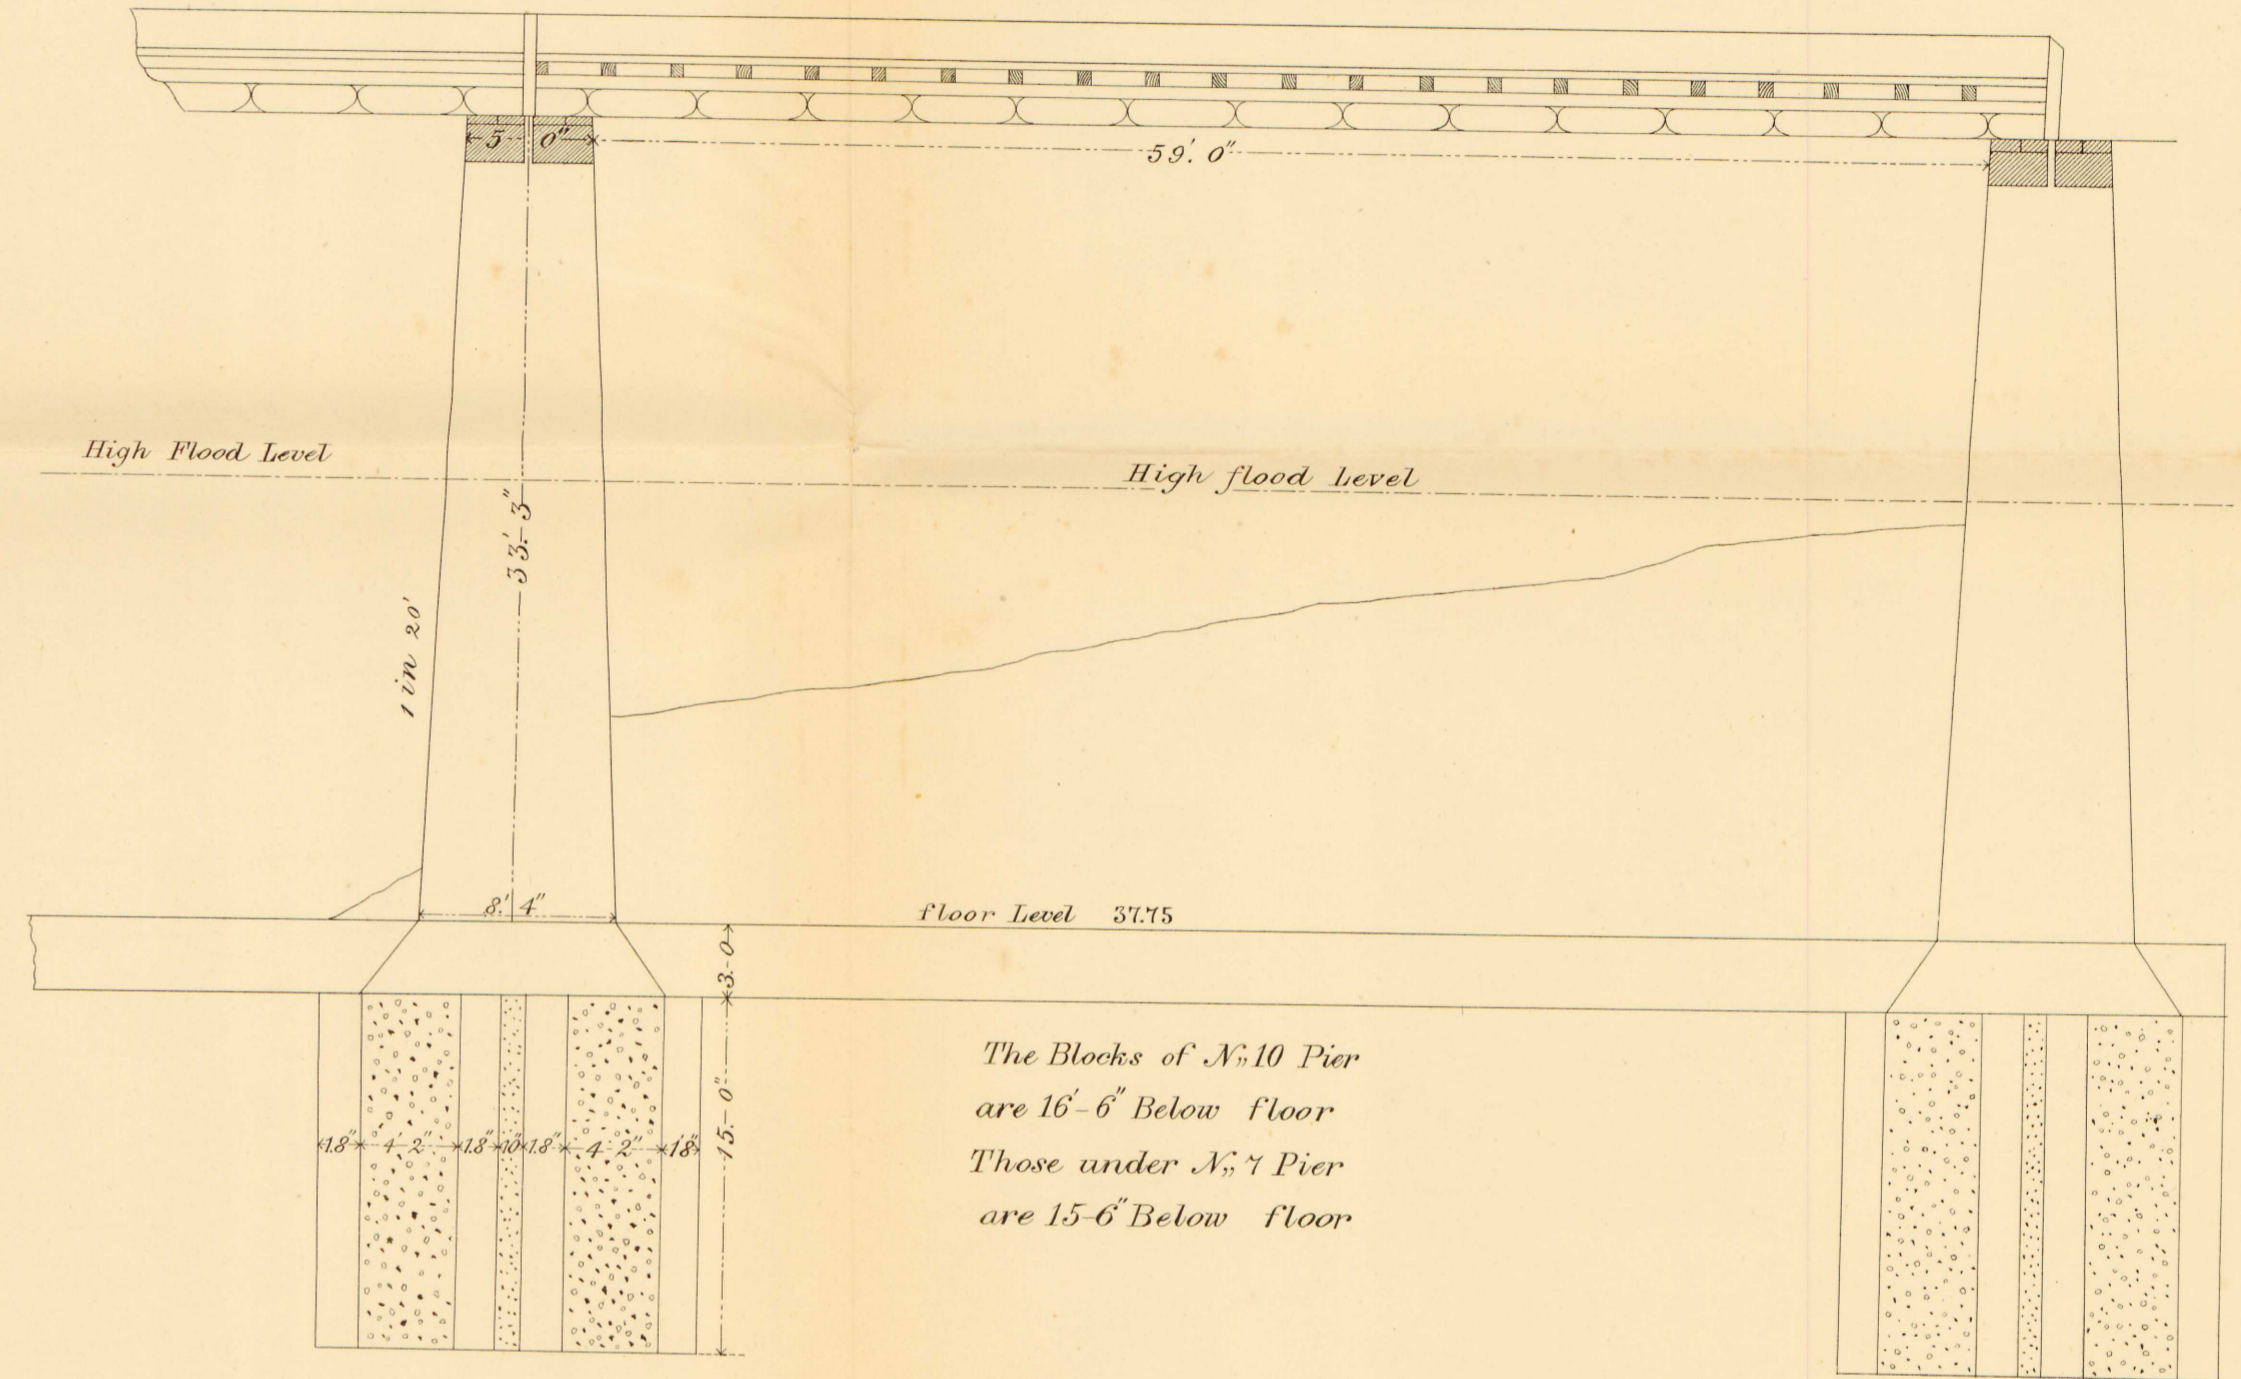 5' 0"
59'. 0"
High Flood Level
High flood Level
33'.-3"
1 in 20'
8'. 4"
floor Level 37.75
3.-0
The Blocks of N,,10 Pier
are 16'-6" Below floor
Those under N,,7 Pier
are 15-6" Below floor
15.-0"
1.8" 4' 2" 1.8" 10" 1.8" 4' 2" 1'8"